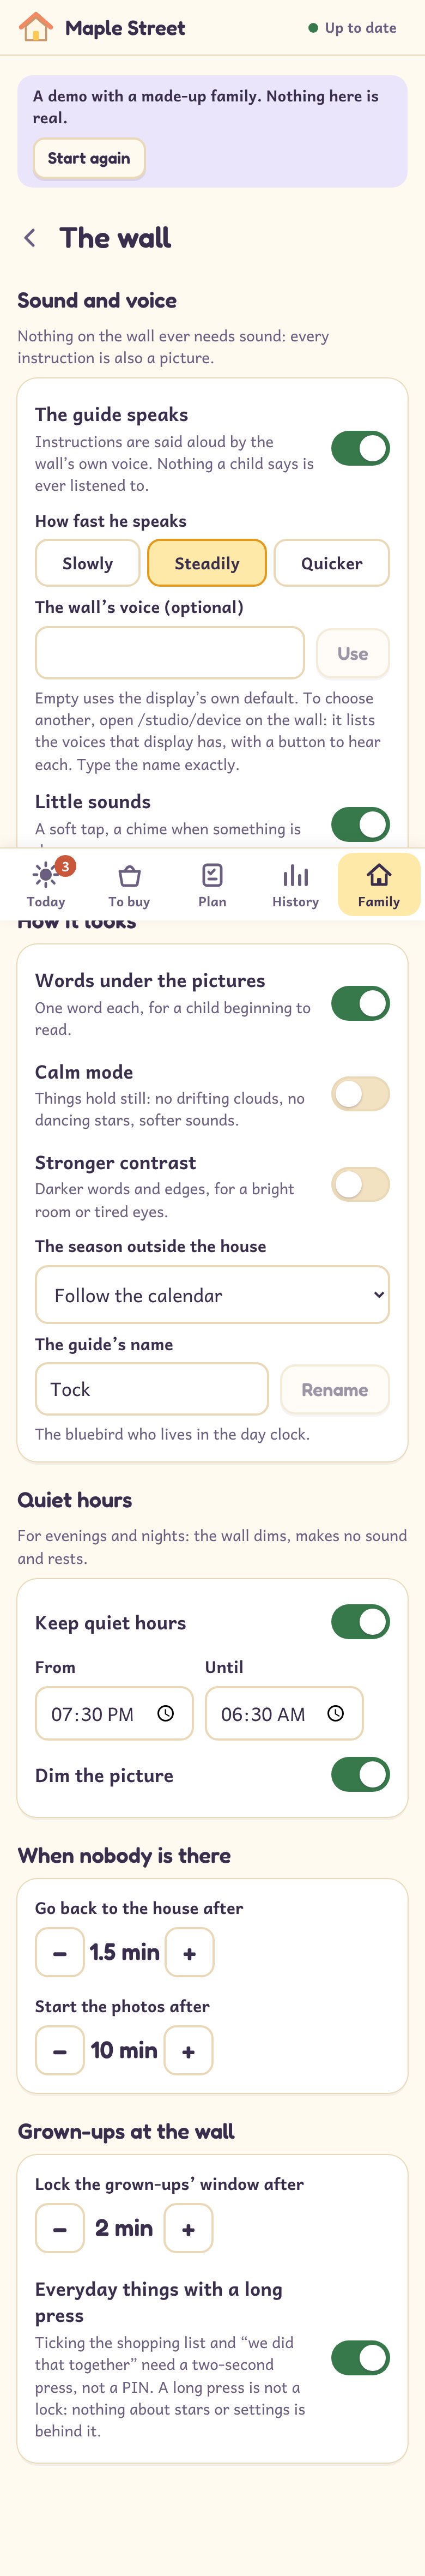 Maple Street
Up to date
A demo with a made-up family. Nothing here is
real.
Start again
The wall
Sound and voice
Nothing on the wall ever needs sound: every
instruction is also a picture.
The guide speaks
Instructions are said aloud by the
wall's own voice. Nothing a child says is
ever listened to.
How fast he speaks
Slowly
Steadily
Quicker
The wall's voice (optional)
Use
Empty uses the display's own default. To choose
another, open /studio/device on the wall: it lists
the voices that display has, with a button to hear
each. Type the name exactly.
Little sounds
A soft tap, a chime when something is
3
Today
To buy
Plan
History
Family
How it looks
Words under the pictures
One word each, for a child beginning to
read.
Calm mode
Things hold still: no drifting clouds, no
dancing stars, softer sounds.
Stronger contrast
Darker words and edges, for a bright
room or tired eyes.
The season outside the house
Follow the calendar
The guide's name
Tock
Rename
The bluebird who lives in the day clock.
Quiet hours
For evenings and nights: the wall dims, makes no sound
and rests.
Keep quiet hours
From
Until
07:30 PM
06:30 AM
Dim the picture
When nobody is there
Go back to the house after
– 1.5 min +
Start the photos after
– 10 min +
Grown-ups at the wall
Lock the grown-ups' window after
– 2 min +
Everyday things with a long
press
Ticking the shopping list and “we did
that together” need a two-second
press, not a PIN. A long press is not a
lock: nothing about stars or settings is
behind it.